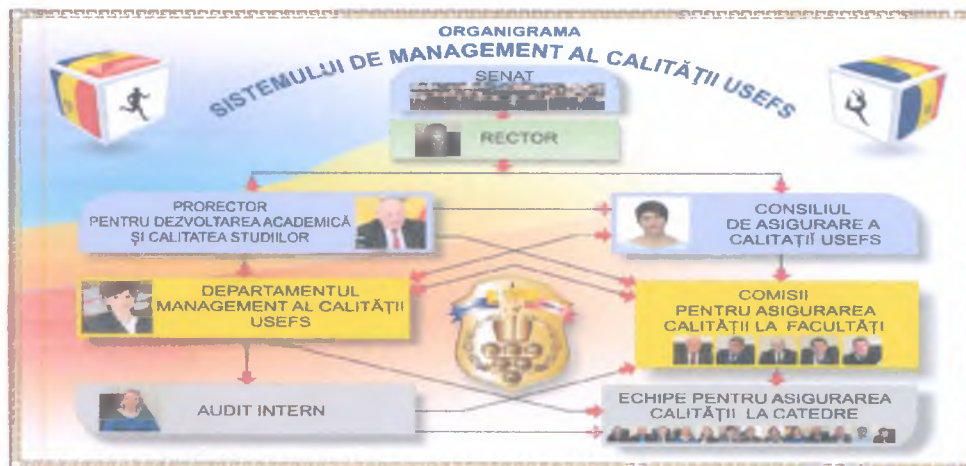 ORGANIGRAMA
SISTEMULUI DE MANAGEMENT AL CALITĂȚII USEFS
SENAT
RECTOR
PRORECTOR
PENTRU DEZVOLTAREA ACADEMICĂ
ȘI CALITATEA STUDIILOR
CONSILIUL
DE ASIGURARE A
CALITĂȚII USEFS
DEPARTAMENTUL
MANAGEMENT AL CALITĂȚII
USEFS
COMISII
PENTRU ASIGURAREA
CALITĂȚII LA FACULTĂȚI
AUDIT INTERN
ECHIPE PENTRU ASIGURAREA
CALITĂȚII LA CATEDRE